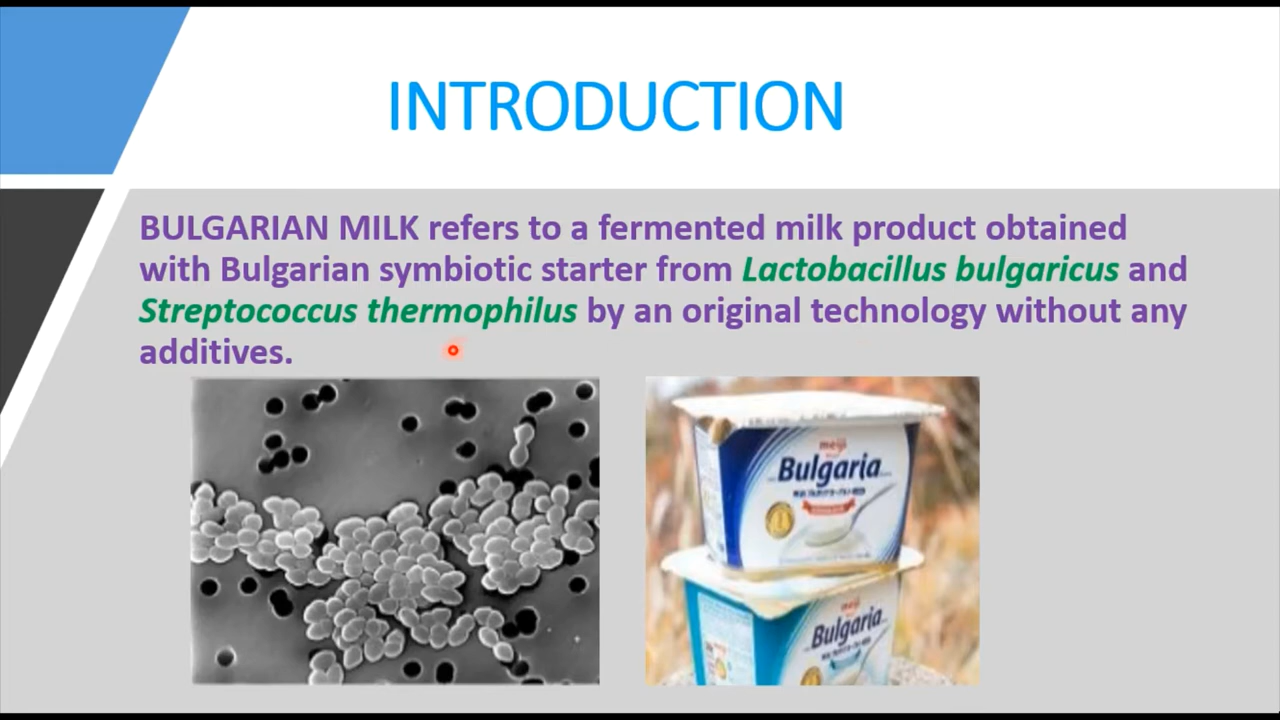 INTRODUCTION
BULGARIAN MILK refers to a fermented milk product obtained
with Bulgarian symbiotic starter from Lactobacillus bulgaricus and
Streptococcus thermophilus by an original technology without any
additives.
meiji
Bulgaria
meiji
Bulgaria